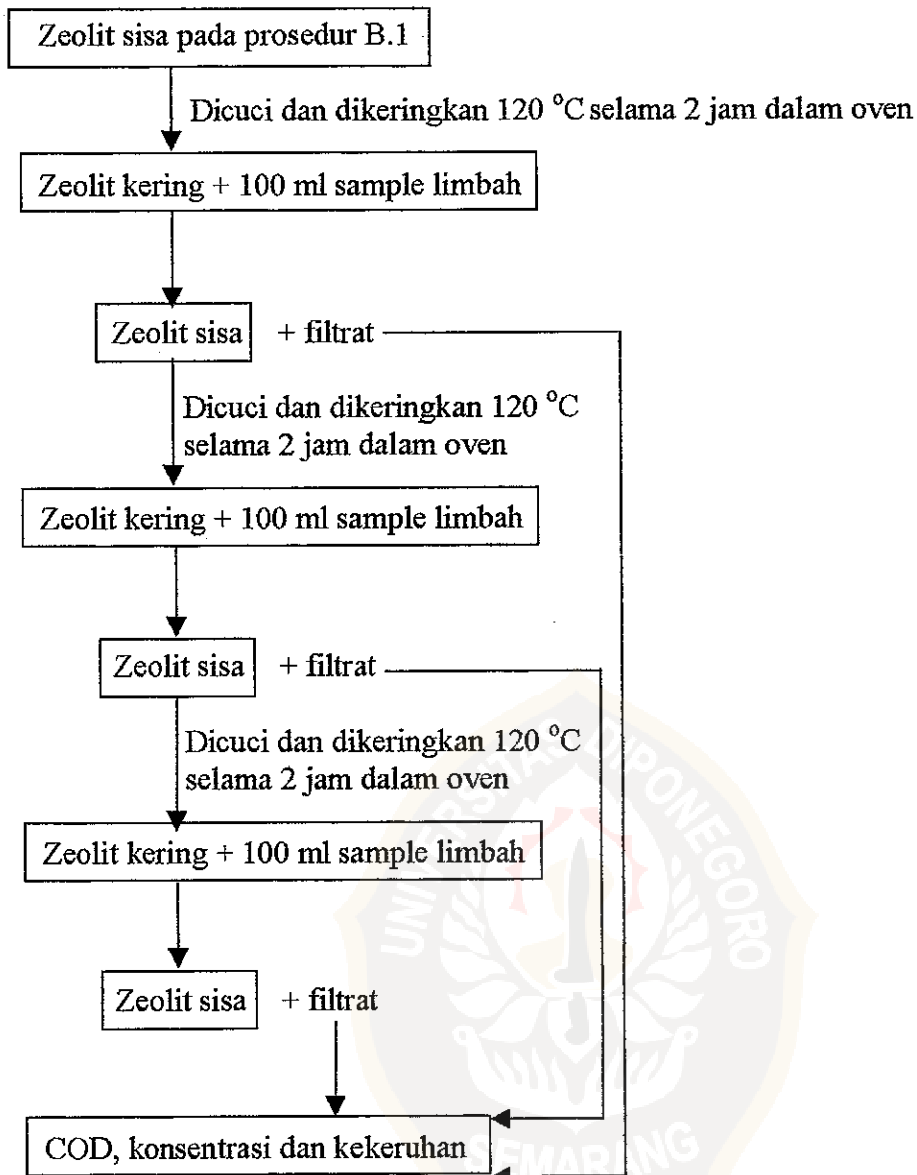 Zeolit sisa pada prosedur B.1
Dicuci dan dikeringkan 120 °C selama 2 jam dalam oven
Zeolit kering + 100 ml sample limbah
Zeolit sisa + filtrat
Dicuci dan dikeringkan 120 °C
selama 2 jam dalam oven
Zeolit kering + 100 ml sample limbah
Zeolit sisa + filtrat
Dicuci dan dikeringkan 120 °C
selama 2 jam dalam oven
Zeolit kering + 100 ml sample limbah
Zeolit sisa + filtrat
COD, konsentrasi dan kekeruhan
UNIVERSITAS DIPONEGORO
SEMARANG